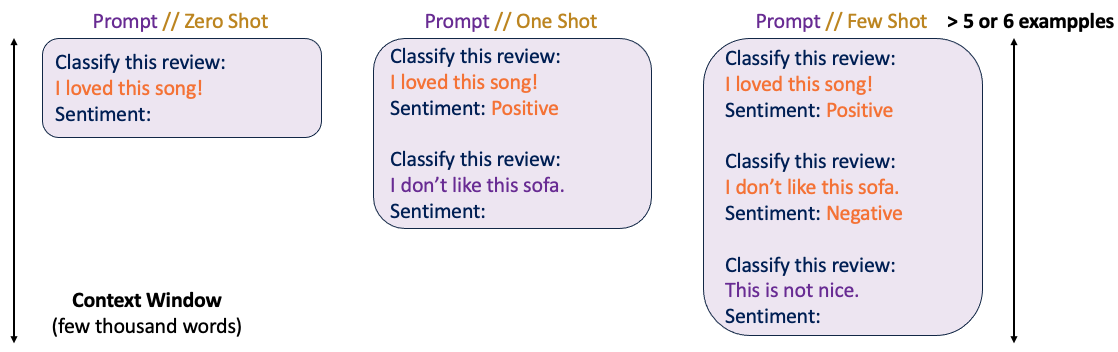 Prompt // Zero Shot
Classify this review:
I loved this song!
Sentiment:
Context Window
(few thousand words)
Prompt // One Shot
Classify this review:
I loved this song!
Sentiment: Positive
Classify this review:
I don’t like this sofa.
Sentiment:
Prompt // Few Shot
> 5 or 6 exampples
Classify this review:
I loved this song!
Sentiment: Positive
Classify this review:
I don’t like this sofa.
Sentiment: Negative
Classify this review:
This is not nice.
Sentiment: